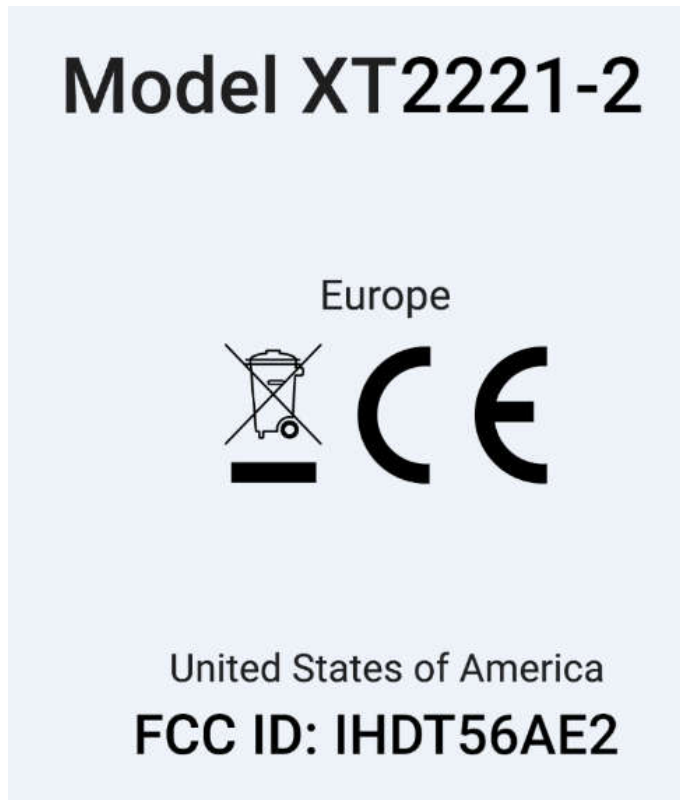 Model XT2221-2
Europe
CE
United States of America
FCC ID: IHDT56AE2